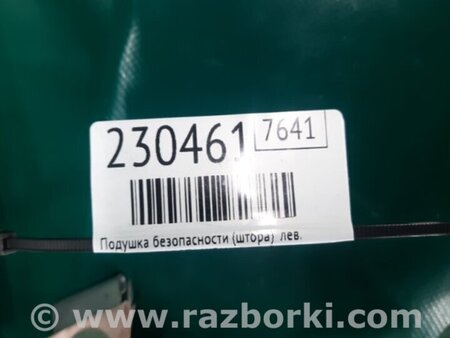 230461 7641
Подушка безопасности (штора) лев.
© www.razborki.com